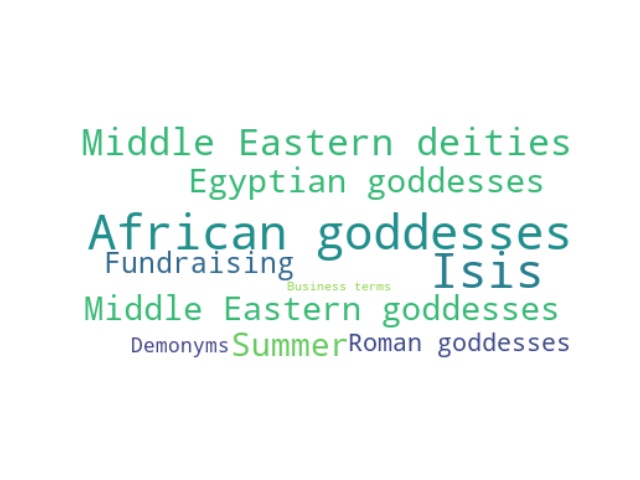 Middle Eastern deities
Egyptian goddesses
African goddesses
Fundraising
Isis
Business terms
Middle Eastern goddesses
Demonyms
Summer
Roman goddesses